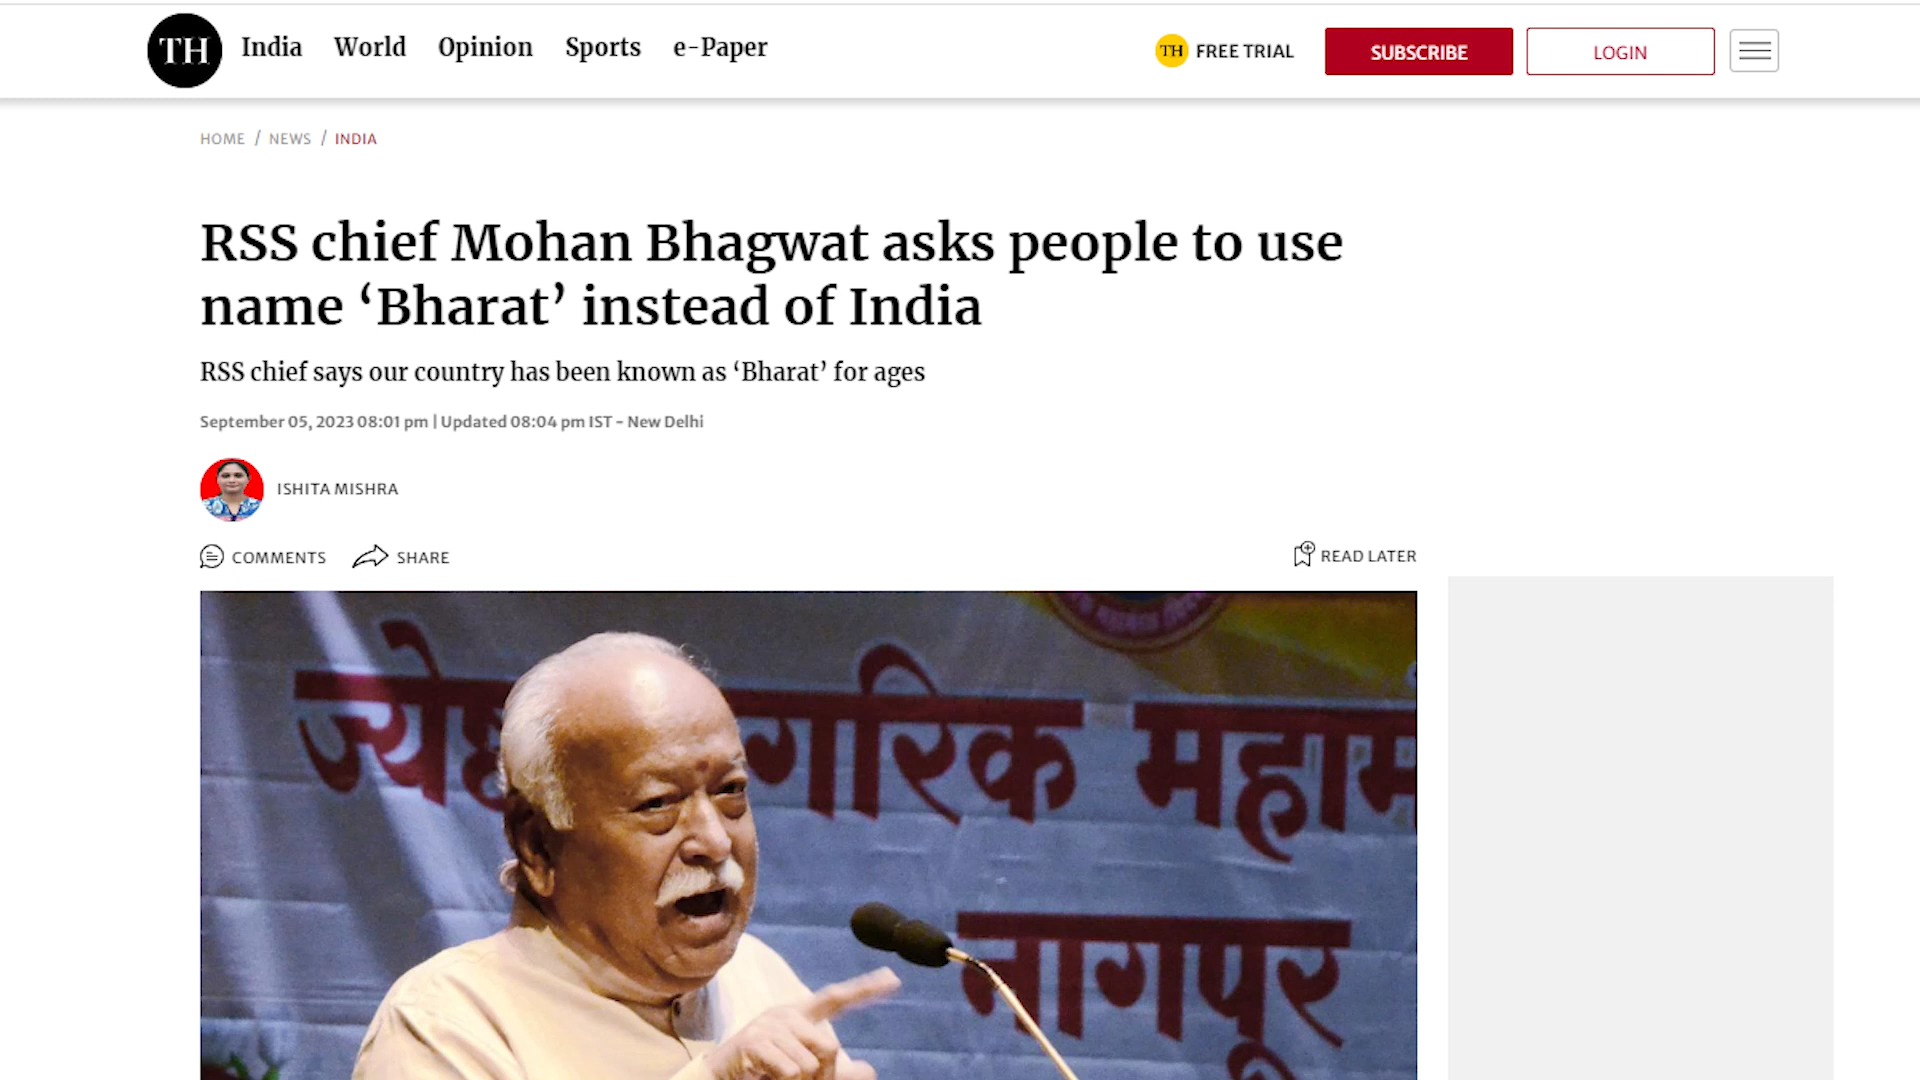 TH India World Opinion Sports e-Paper TH FREE TRIAL SUBSCRIBE LOGIN
HOME / NEWS / INDIA
RSS chief Mohan Bhagwat asks people to use
name ‘Bharat’ instead of India
RSS chief says our country has been known as ‘Bharat’ for ages
September 05, 2023 08:01 pm | Updated 08:04 pm IST - New Delhi
ISHITA MISHRA
COMMENTS SHARE READ LATER
नागपूर